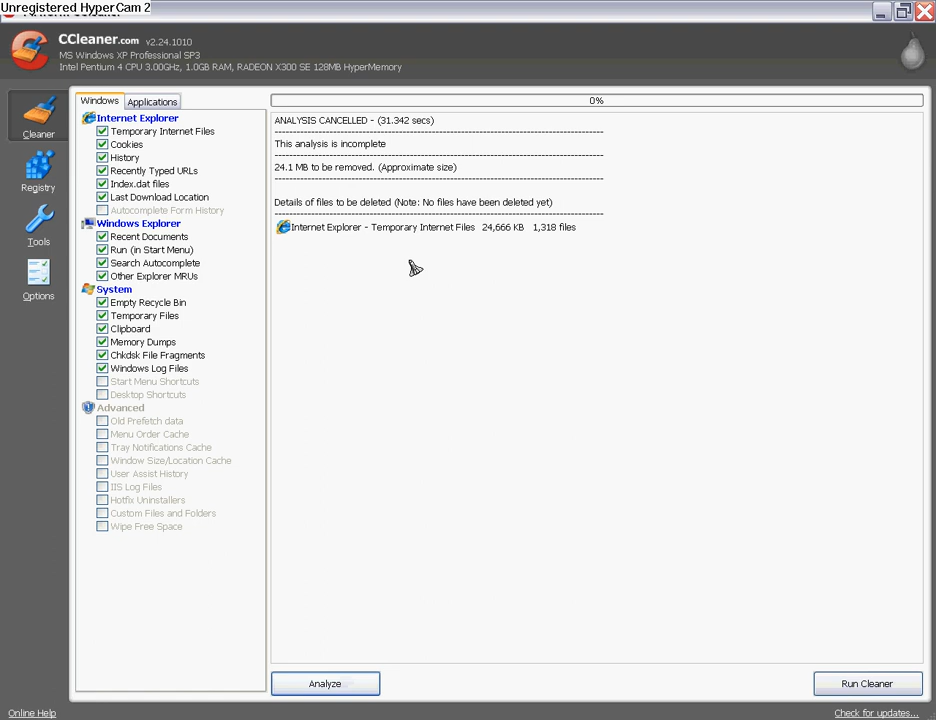 Unregistered HyperCam 2
CCleaner.com v2.24.1010
MS Windows XP Professional SP3
Intel Pentium 4 CPU 3.00GHz, 1.0GB RAM, RADEON X300 SE 128MB HyperMemory
Cleaner
Registry
Tools
Options
Windows
Applications
Internet Explorer
Temporary Internet Files
Cookies
History
Recently Typed URLs
Index.dat files
Last Download Location
Autocomplete Form History
Windows Explorer
Recent Documents
Run (in Start Menu)
Search Autocomplete
Other Explorer MRUs
System
Empty Recycle Bin
Temporary Files
Clipboard
Memory Dumps
Chkdsk File Fragments
Windows Log Files
Start Menu Shortcuts
Desktop Shortcuts
Advanced
Old Prefetch data
Menu Order Cache
Tray Notifications Cache
Window Size/Location Cache
User Assist History
IIS Log Files
Hotfix Uninstallers
Custom Files and Folders
Wipe Free Space
0%
ANALYSIS CANCELLED - (31.342 secs)
This analysis is incomplete
24.1 MB to be removed. (Approximate size)
Details of files to be deleted (Note: No files have been deleted yet)
Internet Explorer - Temporary Internet Files 24,666 KB 1,318 files
Analyze
Run Cleaner
Online Help
Check for updates...